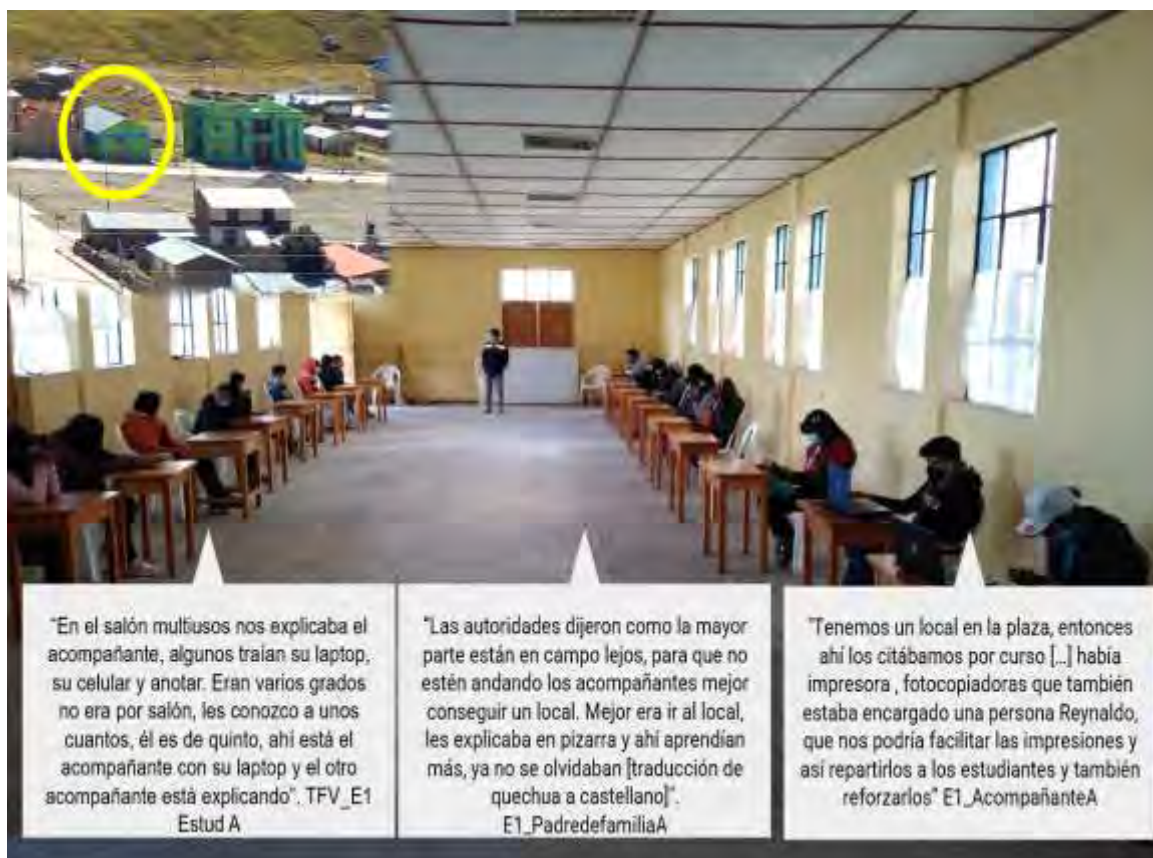 "En el salón multiusos nos explicaba el
acompañante, algunos traían su laptop,
su celular y anotar. Eran varios grados
no era por salón, les conozco a unos
cuantos, él es de quinto, ahí está el
acompañante con su laptop y el otro
acompañante está explicando". TFV_E1
Estud A
"Las autoridades dijeron como la mayor
parte están en campo lejos, para que no
estén andando los acompañantes mejor
conseguir un local. Mejor era ir al local,
les explicaba en pizarra y ahí aprendían
más, ya no se olvidaban [traducción de
quechua a castellano]".
E1_PadredefamiliaA
"Tenemos un local en la plaza, entonces
ahí los citábamos por curso [...] había
impresora , fotocopiadoras que también
estaba encargado una persona Reynaldo,
que nos podría facilitar las impresiones y
así repartirlos a los estudiantes y también
reforzarlos" E1_AcompañanteA